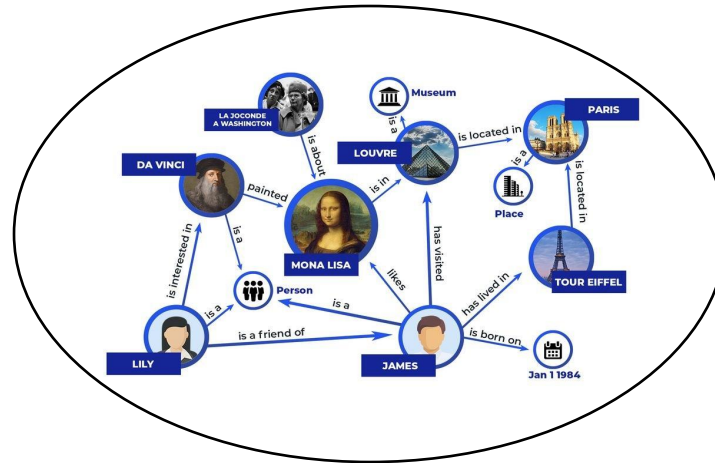 LA JOCONDE
A WASHINGTON
Museum
is a
PARIS
is about
is located in
LOUVRE
DA VINCI
is a
is located in
painted
is in
Place
is a
is interested in
MONA LISA
has visited
TOUR EIFFEL
Person
likes
has lived in
is a
is a
is a friend of
is born on
LILY
JAMES
Jan 1 1984